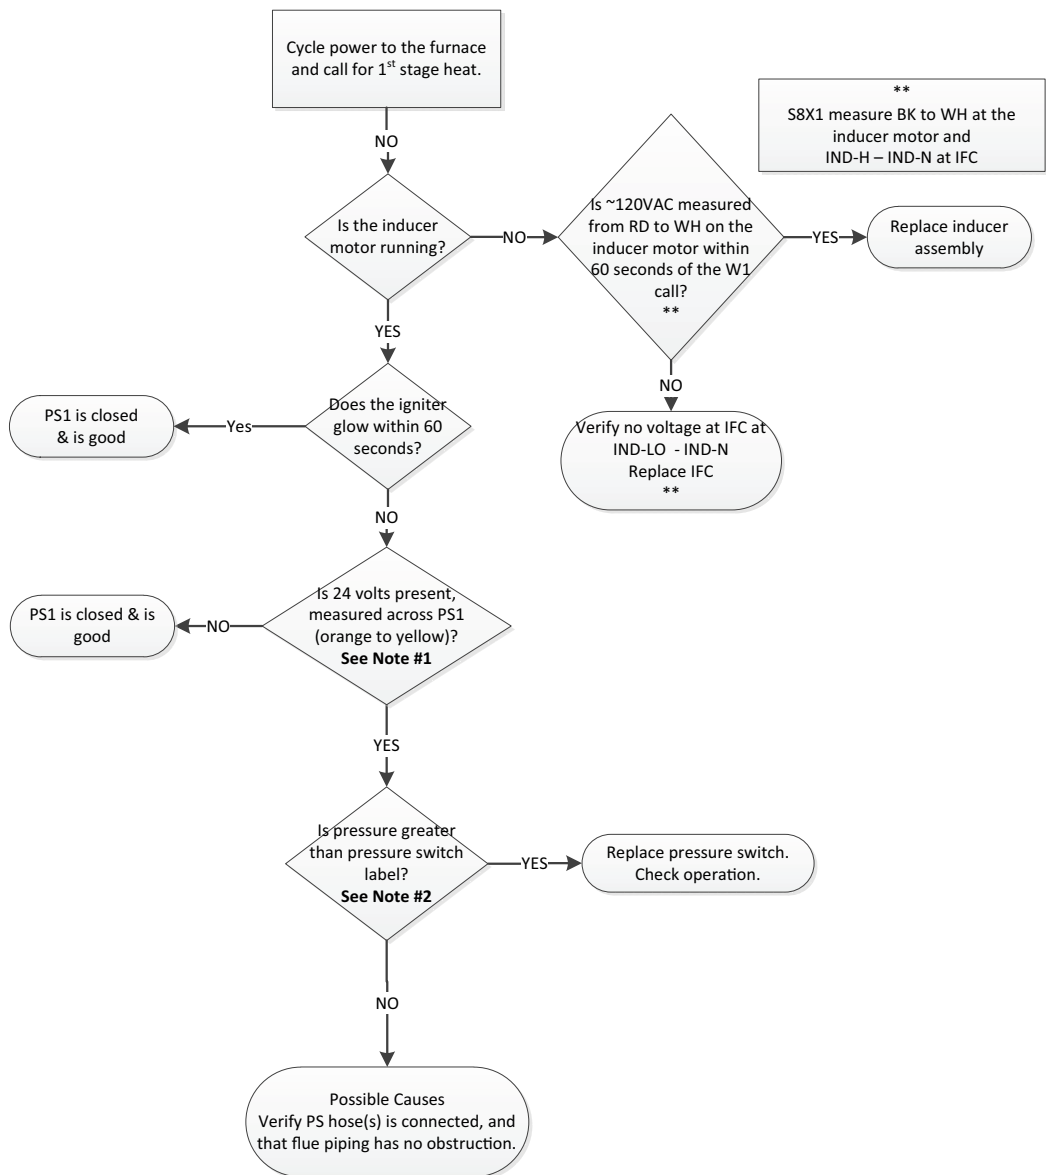 Cycle power to the furnace
and call for 1st stage heat.
**
S8X1 measure BK to WH at the
inducer motor and
IND-H – IND-N at IFC
NO
Is the inducer
motor running?
NO
Is ~120VAC measured
from RD to WH on the
inducer motor within
60 seconds of the W1
call?
**
YES
Replace inducer
assembly
YES
NO
Does the igniter
glow within 60
seconds?
Yes
PS1 is closed
& is good
Verify no voltage at IFC at
IND-LO - IND-N
Replace IFC
**
NO
Is 24 volts present,
measured across PS1
(orange to yellow)?
See Note #1
NO
PS1 is closed & is
good
YES
Is pressure greater
than pressure switch
label?
See Note #2
YES
Replace pressure switch.
Check operation.
NO
Possible Causes
Verify PS hose(s) is connected, and
that flue piping has no obstruction.